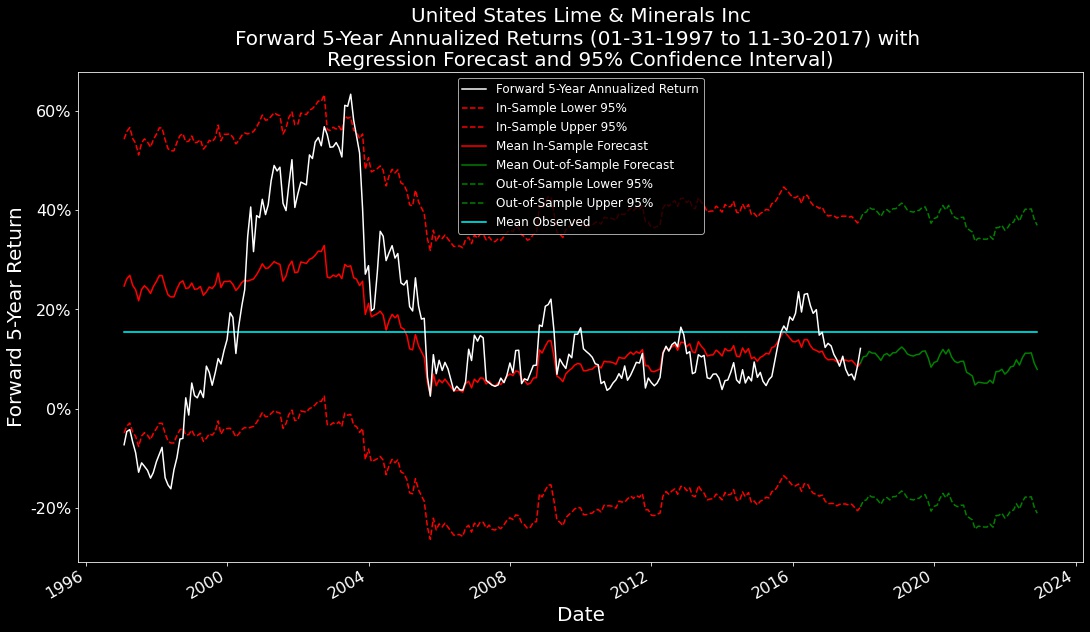 United States Lime & Minerals Inc
Forward 5-Year Annualized Returns (01-31-1997 to 11-30-2017) with
Regression Forecast and 95% Confidence Interval)
Forward 5-Year Annualized Return
In-Sample Lower 95%
In-Sample Upper 95%
Mean In-Sample Forecast
Mean Out-of-Sample Forecast
Out-of-Sample Lower 95%
Out-of-Sample Upper 95%
Mean Observed
Forward 5-Year Return
60%
40%
20%
0%
-20%
1996
2000
2004
2008
2012
2016
2020
2024
Date